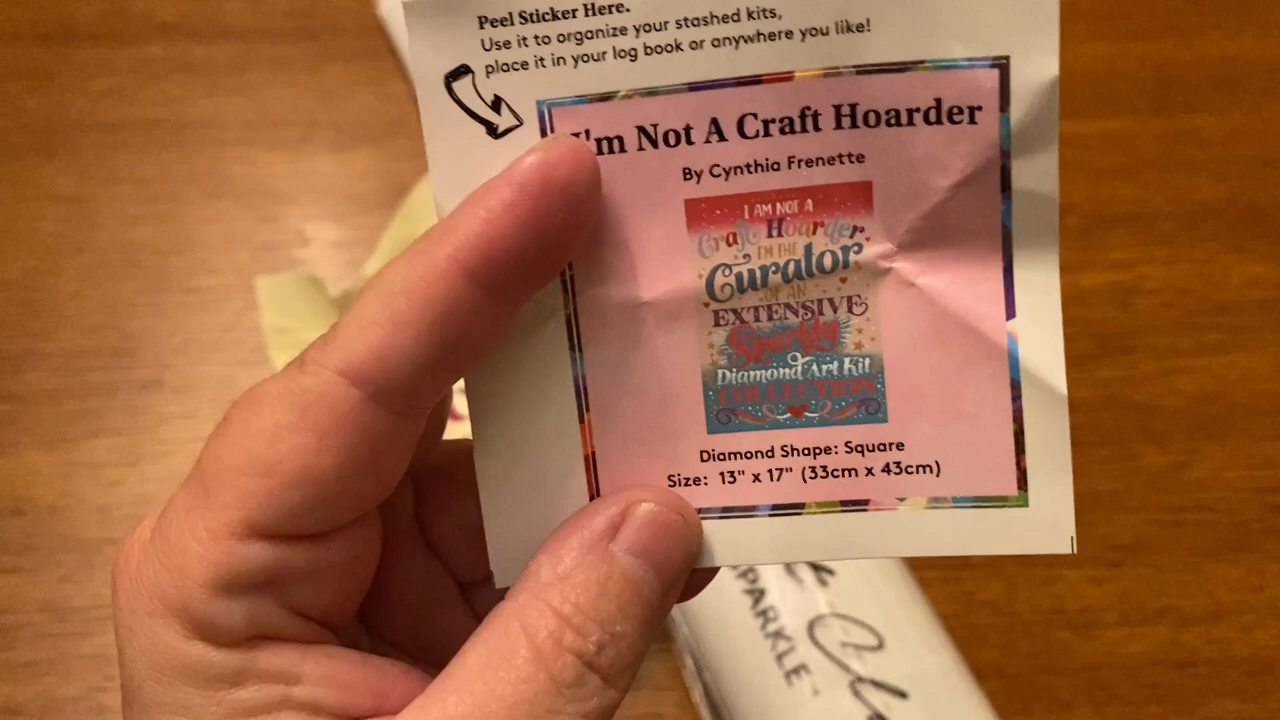 Peel Sticker Here.
Use it to organize your stashed kits,
place it in your log book or anywhere you like!
I'm Not A Craft Hoarder
By Cynthia Frenette
I AM NOT A
Craft Hoarder
I'M THE
Curator
OF AN
EXTENSIVE
Sparkly
Diamond Art Kit
COLLECTION
Diamond Shape: Square
Size: 13" x 17" (33cm x 43cm)
SPARKLE™